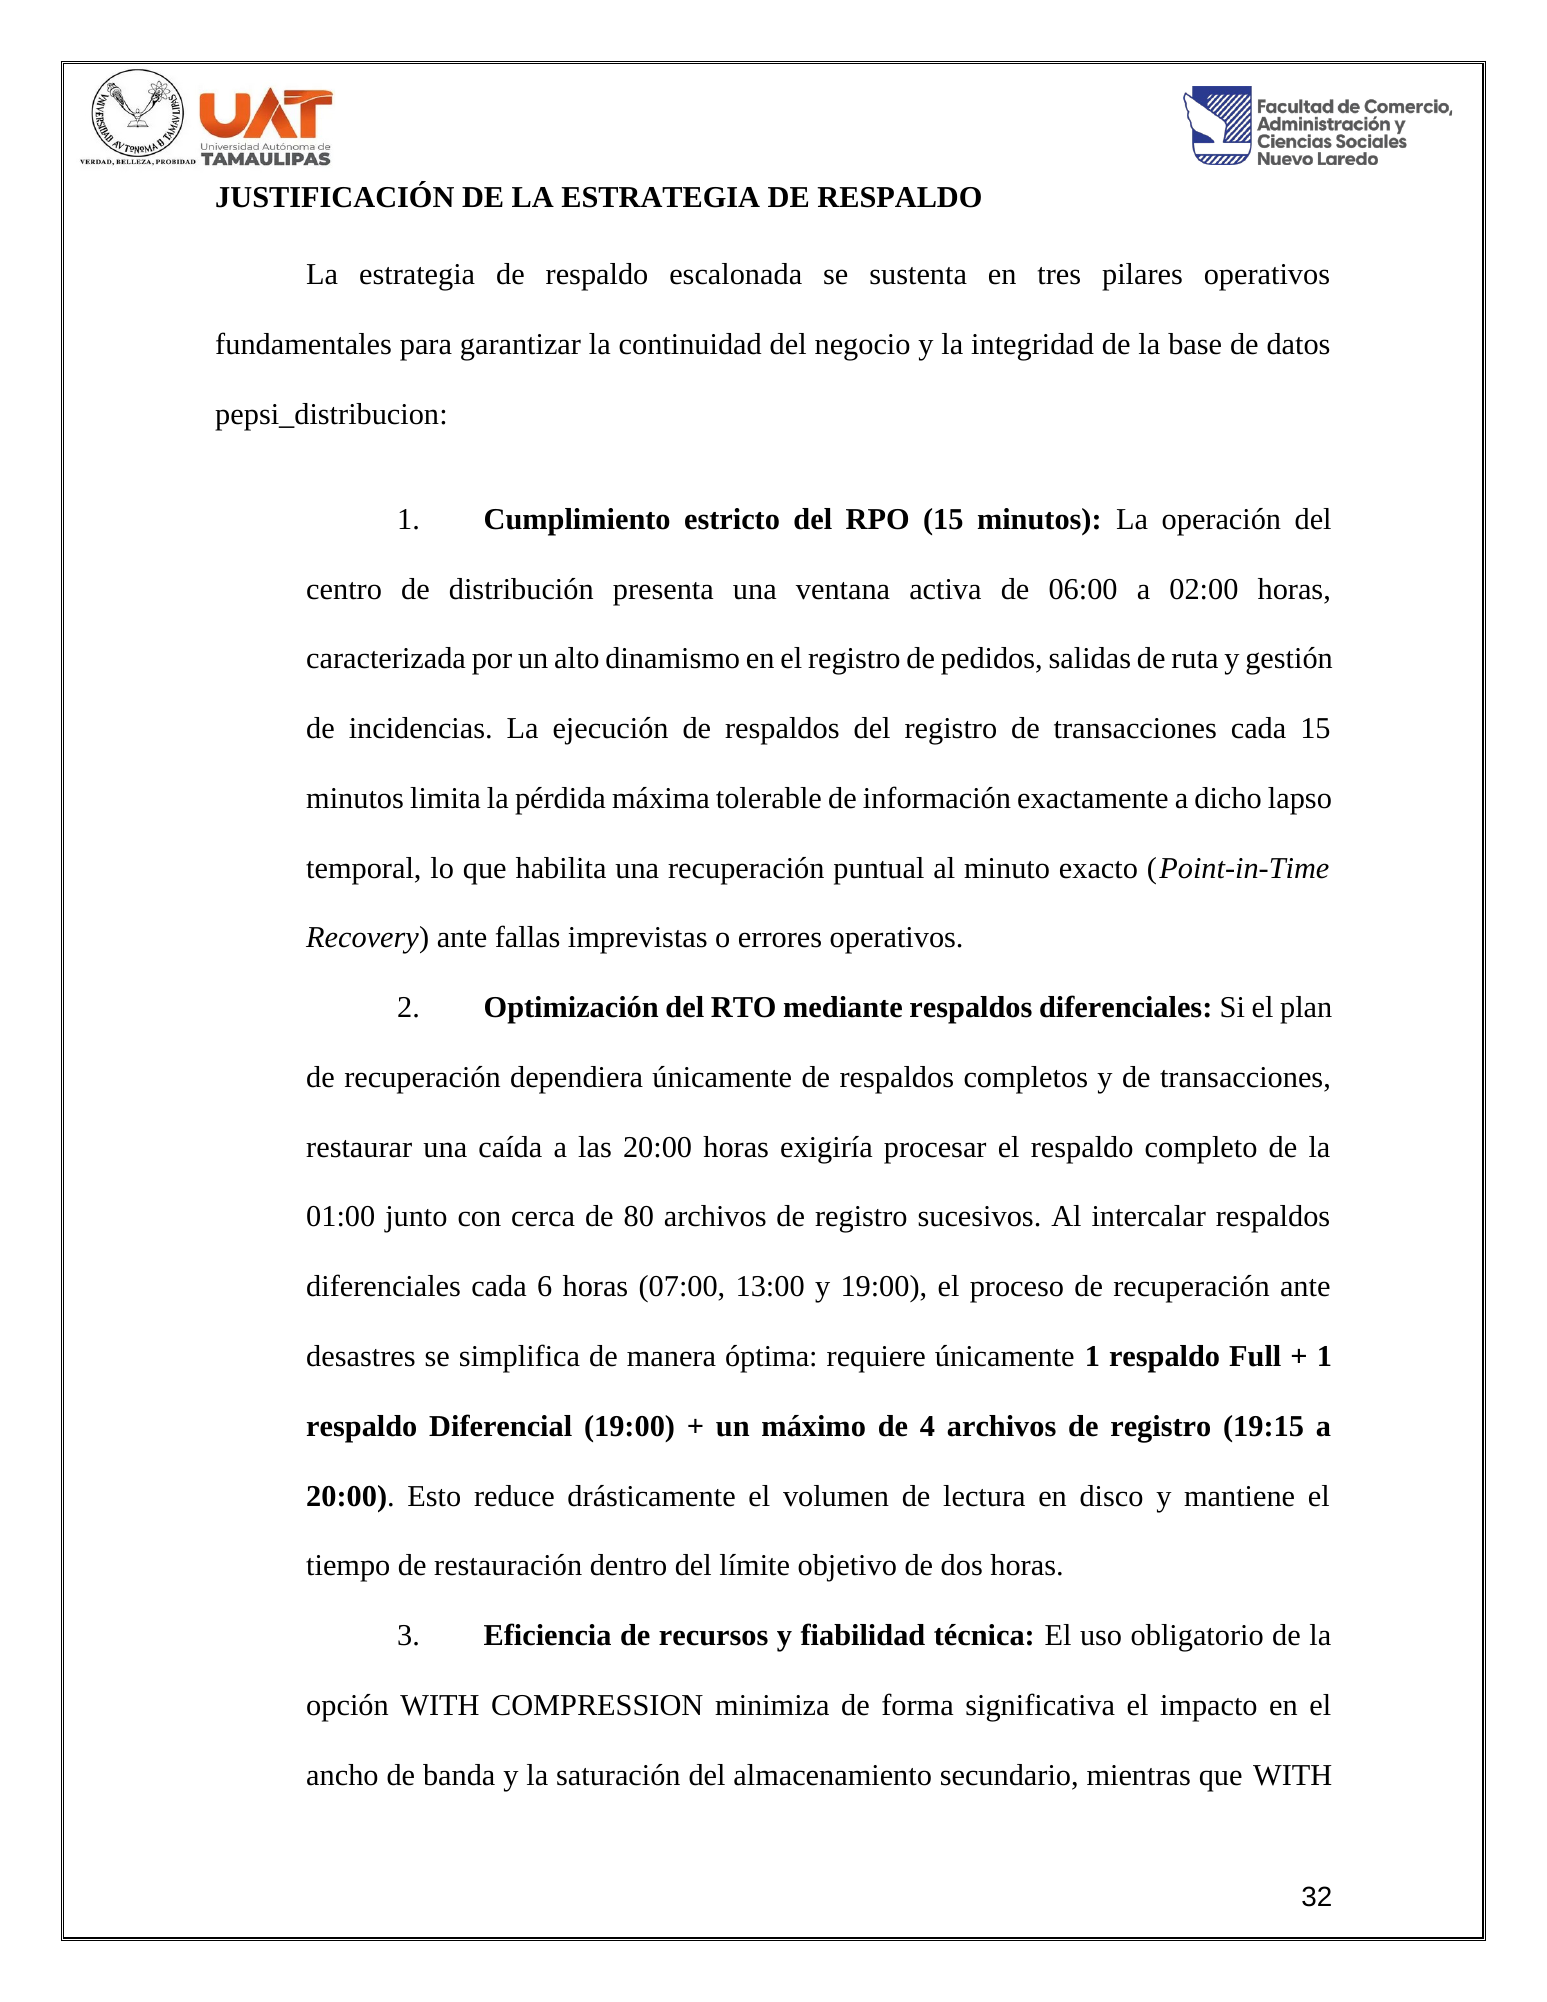 VNIVERSIDAD AVTONOMA D TAMAVLIPAS
VERDAD, BELLEZA, PROBIDAD
UAT
Universidad Autónoma de
TAMAULIPAS
Facultad de Comercio,
Administración y
Ciencias Sociales
Nuevo Laredo
JUSTIFICACIÓN DE LA ESTRATEGIA DE RESPALDO
La estrategia de respaldo escalonada se sustenta en tres pilares operativos
fundamentales para garantizar la continuidad del negocio y la integridad de la base de datos
pepsi_distribucion:
1. Cumplimiento estricto del RPO (15 minutos): La operación del
centro de distribución presenta una ventana activa de 06:00 a 02:00 horas,
caracterizada por un alto dinamismo en el registro de pedidos, salidas de ruta y gestión
de incidencias. La ejecución de respaldos del registro de transacciones cada 15
minutos limita la pérdida máxima tolerable de información exactamente a dicho lapso
temporal, lo que habilita una recuperación puntual al minuto exacto (Point-in-Time
Recovery) ante fallas imprevistas o errores operativos.
2. Optimización del RTO mediante respaldos diferenciales: Si el plan
de recuperación dependiera únicamente de respaldos completos y de transacciones,
restaurar una caída a las 20:00 horas exigiría procesar el respaldo completo de la
01:00 junto con cerca de 80 archivos de registro sucesivos. Al intercalar respaldos
diferenciales cada 6 horas (07:00, 13:00 y 19:00), el proceso de recuperación ante
desastres se simplifica de manera óptima: requiere únicamente 1 respaldo Full + 1
respaldo Diferencial (19:00) + un máximo de 4 archivos de registro (19:15 a
20:00). Esto reduce drásticamente el volumen de lectura en disco y mantiene el
tiempo de restauración dentro del límite objetivo de dos horas.
3. Eficiencia de recursos y fiabilidad técnica: El uso obligatorio de la
opción WITH COMPRESSION minimiza de forma significativa el impacto en el
ancho de banda y la saturación del almacenamiento secundario, mientras que WITH
32